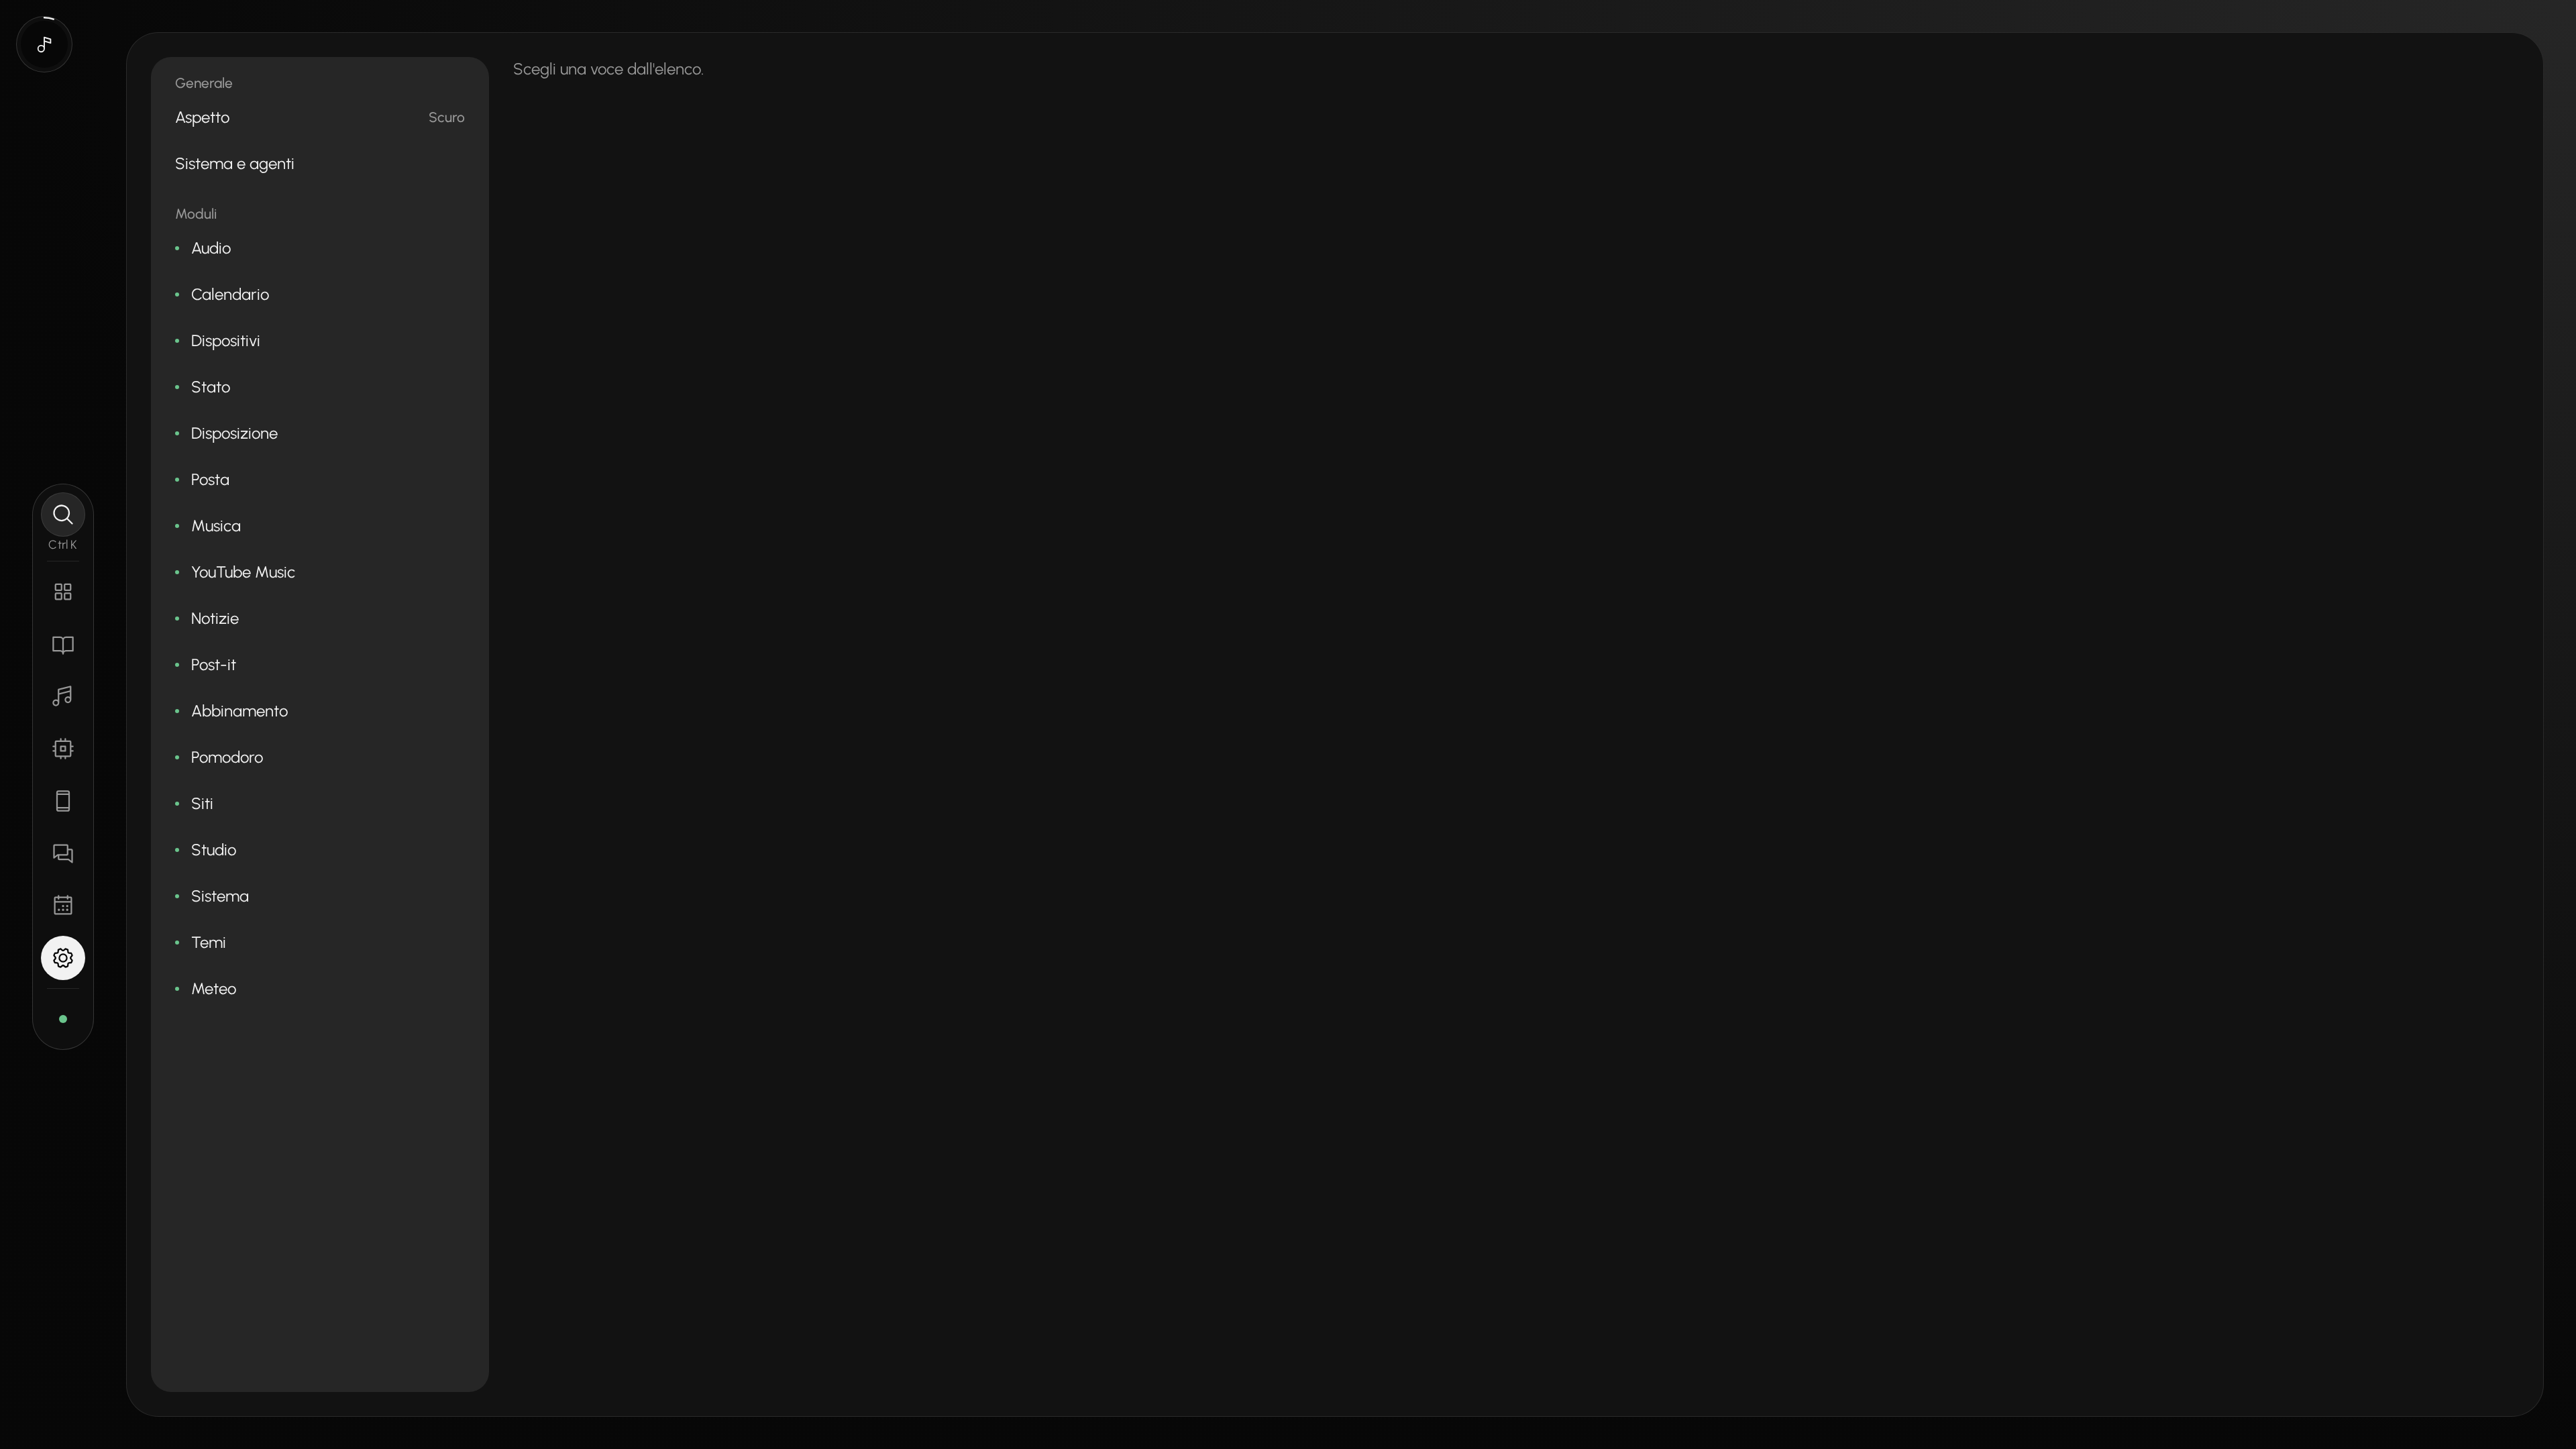 Scegli una voce dall'elenco.
Generale
Aspetto Scuro
Sistema e agenti
Moduli
Audio
Calendario
Dispositivi
Stato
Disposizione
Posta
Musica
YouTube Music
Notizie
Post-it
Abbinamento
Pomodoro
Siti
Studio
Sistema
Temi
Meteo
Ctrl K